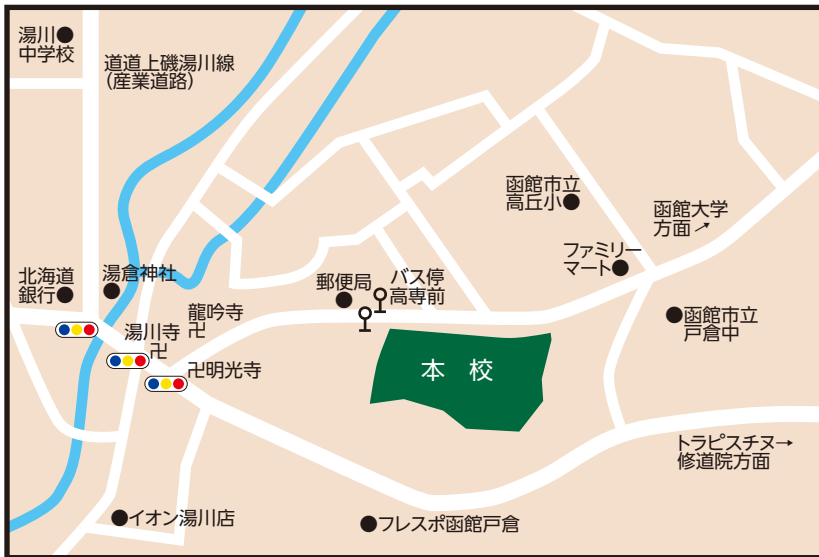 湯川
中学校
道道上磯湯川線
(産業道路)
函館市立
高丘小
函館大学
方面→
ファミリー
マート
北海道
銀行
湯倉神社
郵便局
バス停
高専前
龍吟寺
卍
湯川寺
卍
卍明光寺
函館市立
戸倉中
本 校
トラピスチヌ→
修道院方面
イオン湯川店
フレスポ函館戸倉